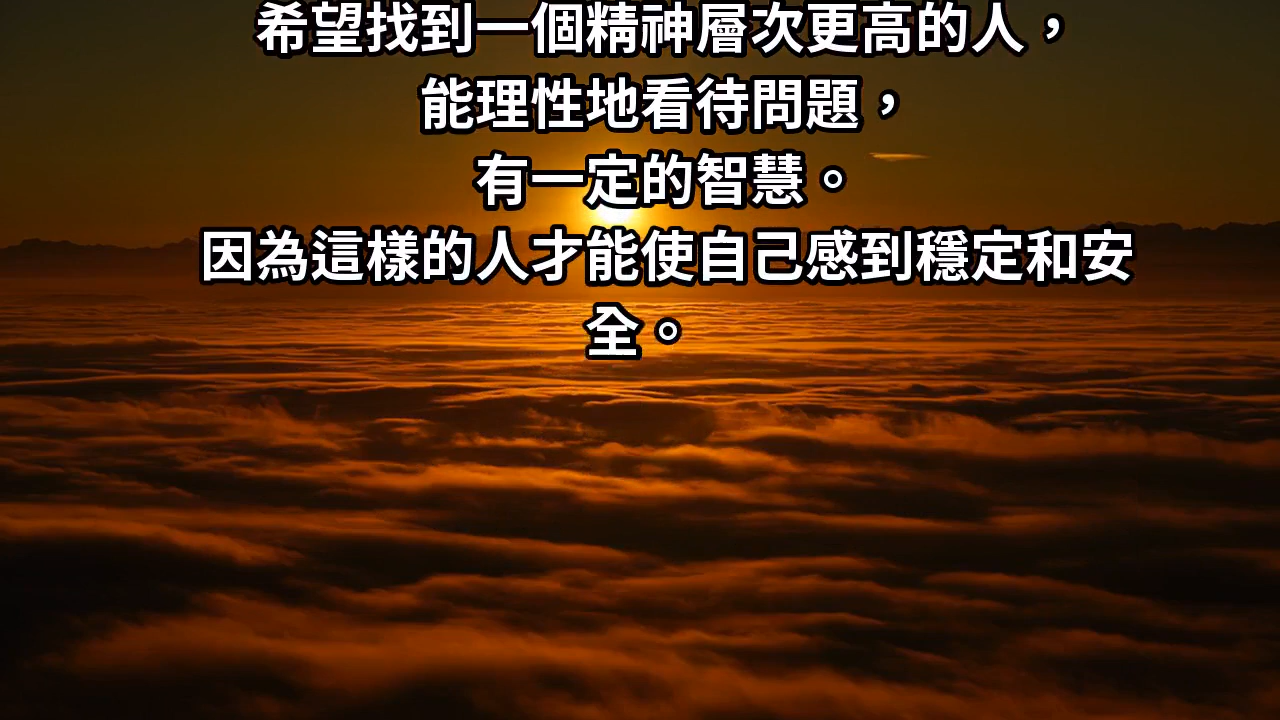 希望找到一個精神層次更高的人，
能理性地看待問題，
有一定的智慧。
因為這樣的人才能使自己感到穩定和安
全。